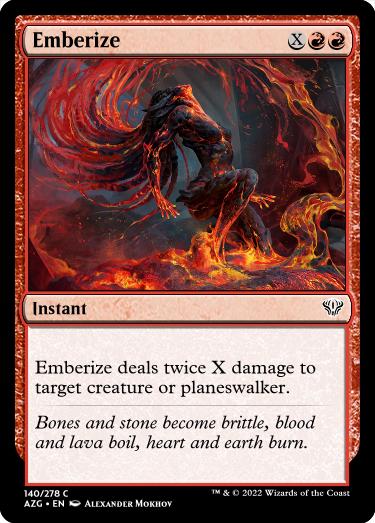 Emberize X
Instant
Emberize deals twice X damage to
target creature or planeswalker.
Bones and stone become brittle, blood
and lava boil, heart and earth burn.
140/278 C
AZG • EN Alexander Mokhov
™ & © 2022 Wizards of the Coast